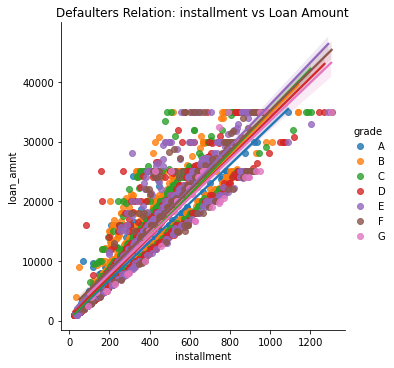 Defaulters Relation: installment vs Loan Amount
loan_amnt
40000
30000
20000
10000
0
0
200
400
600
800
1000
1200
installment
grade
A
B
C
D
E
F
G